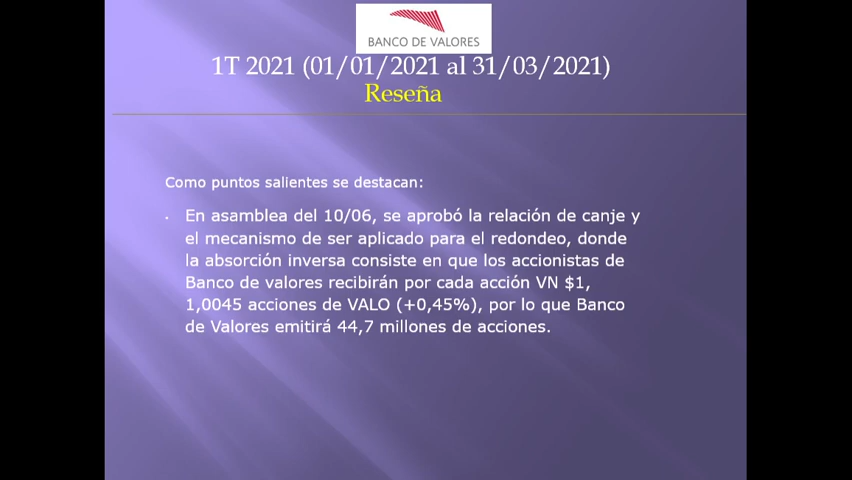 BANCO DE VALORES
1T 2021 (01/01/2021 al 31/03/2021)
Reseña
Como puntos salientes se destacan:
• En asamblea del 10/06, se aprobó la relación de canje y
el mecanismo de ser aplicado para el redondeo, donde
la absorción inversa consiste en que los accionistas de
Banco de valores recibirán por cada acción VN $1,
1,0045 acciones de VALO (+0,45%), por lo que Banco
de Valores emitirá 44,7 millones de acciones.